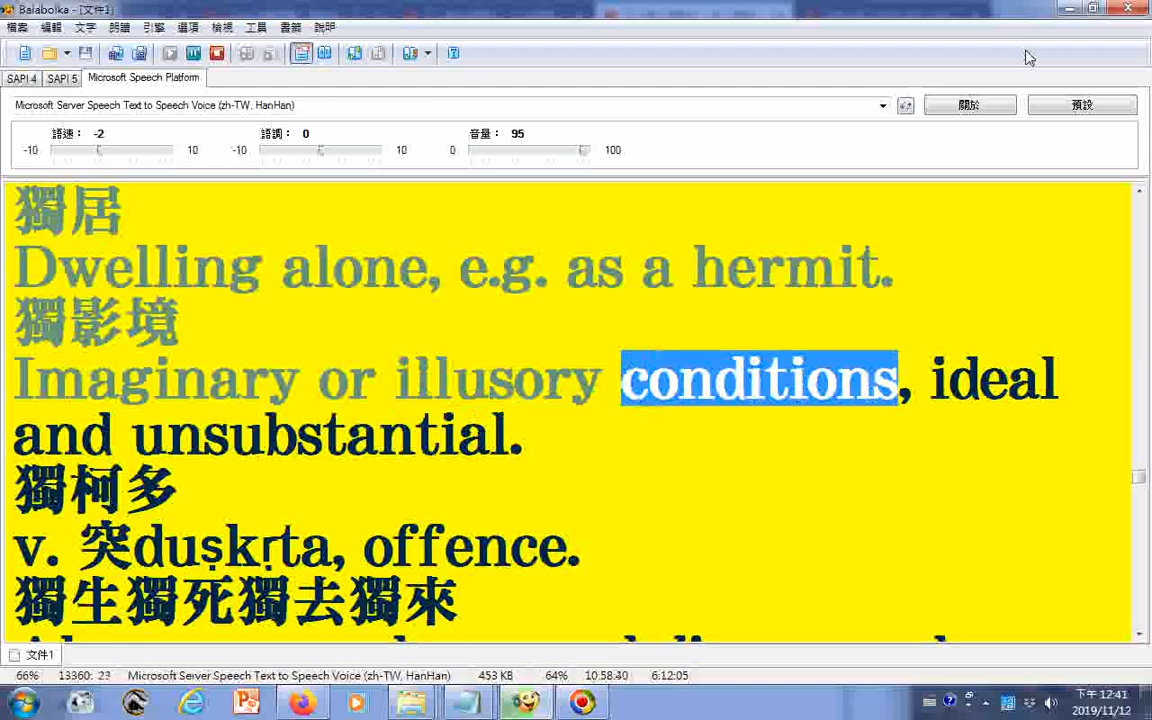 Balabolka - [文件1]
檔案 編輯 文字 朗讀 引擎 選項 檢視 工具 書籤 說明
SAPI 4 SAPI 5 Microsoft Speech Platform
Microsoft Server Speech Text to Speech Voice (zh-TW, HanHan) 關於 預設
語速： -2 語調： 0 音量： 95
-10 10 -10 10 0 100
獨居
Dwelling alone, e.g. as a hermit.
獨影境
Imaginary or illusory conditions, ideal
and unsubstantial.
獨柯多
v. 突duṣkṛta, offence.
獨生獨死獨去獨來
文件1
66% 13360: 23 Microsoft Server Speech Text to Speech Voice (zh-TW, HanHan) 453 KB 64% 10:58:40 6:12:05
下午 12:41
2019/11/12